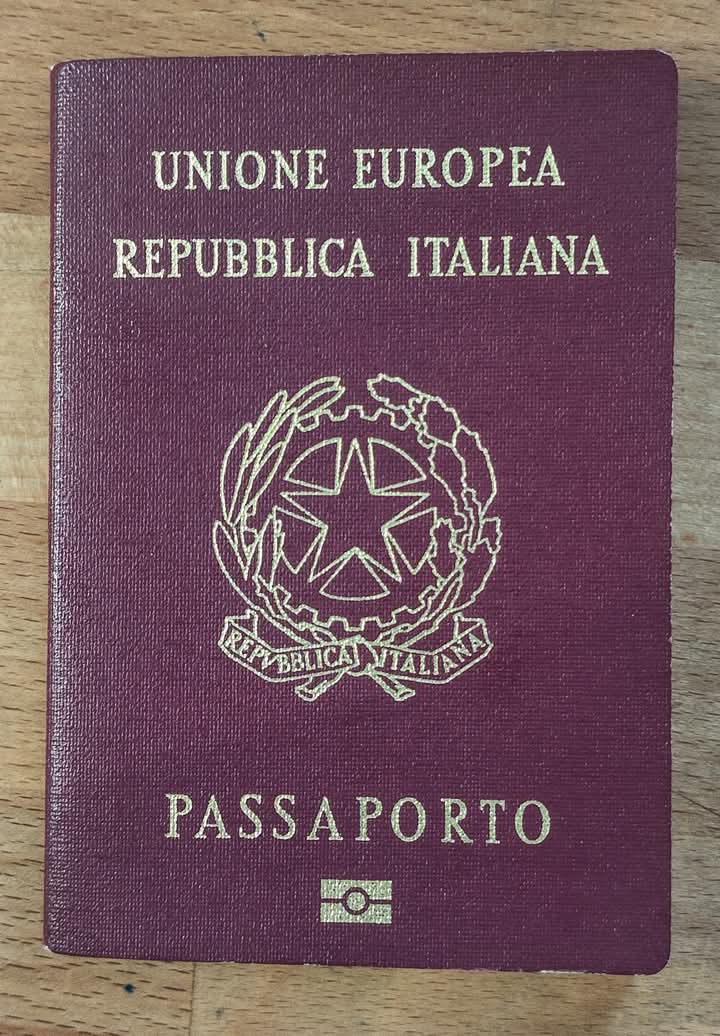 UNIONE EUROPEA
REPUBBLICA ITALIANA
REPVBBLICA ITALIANA
PASSAPORTO